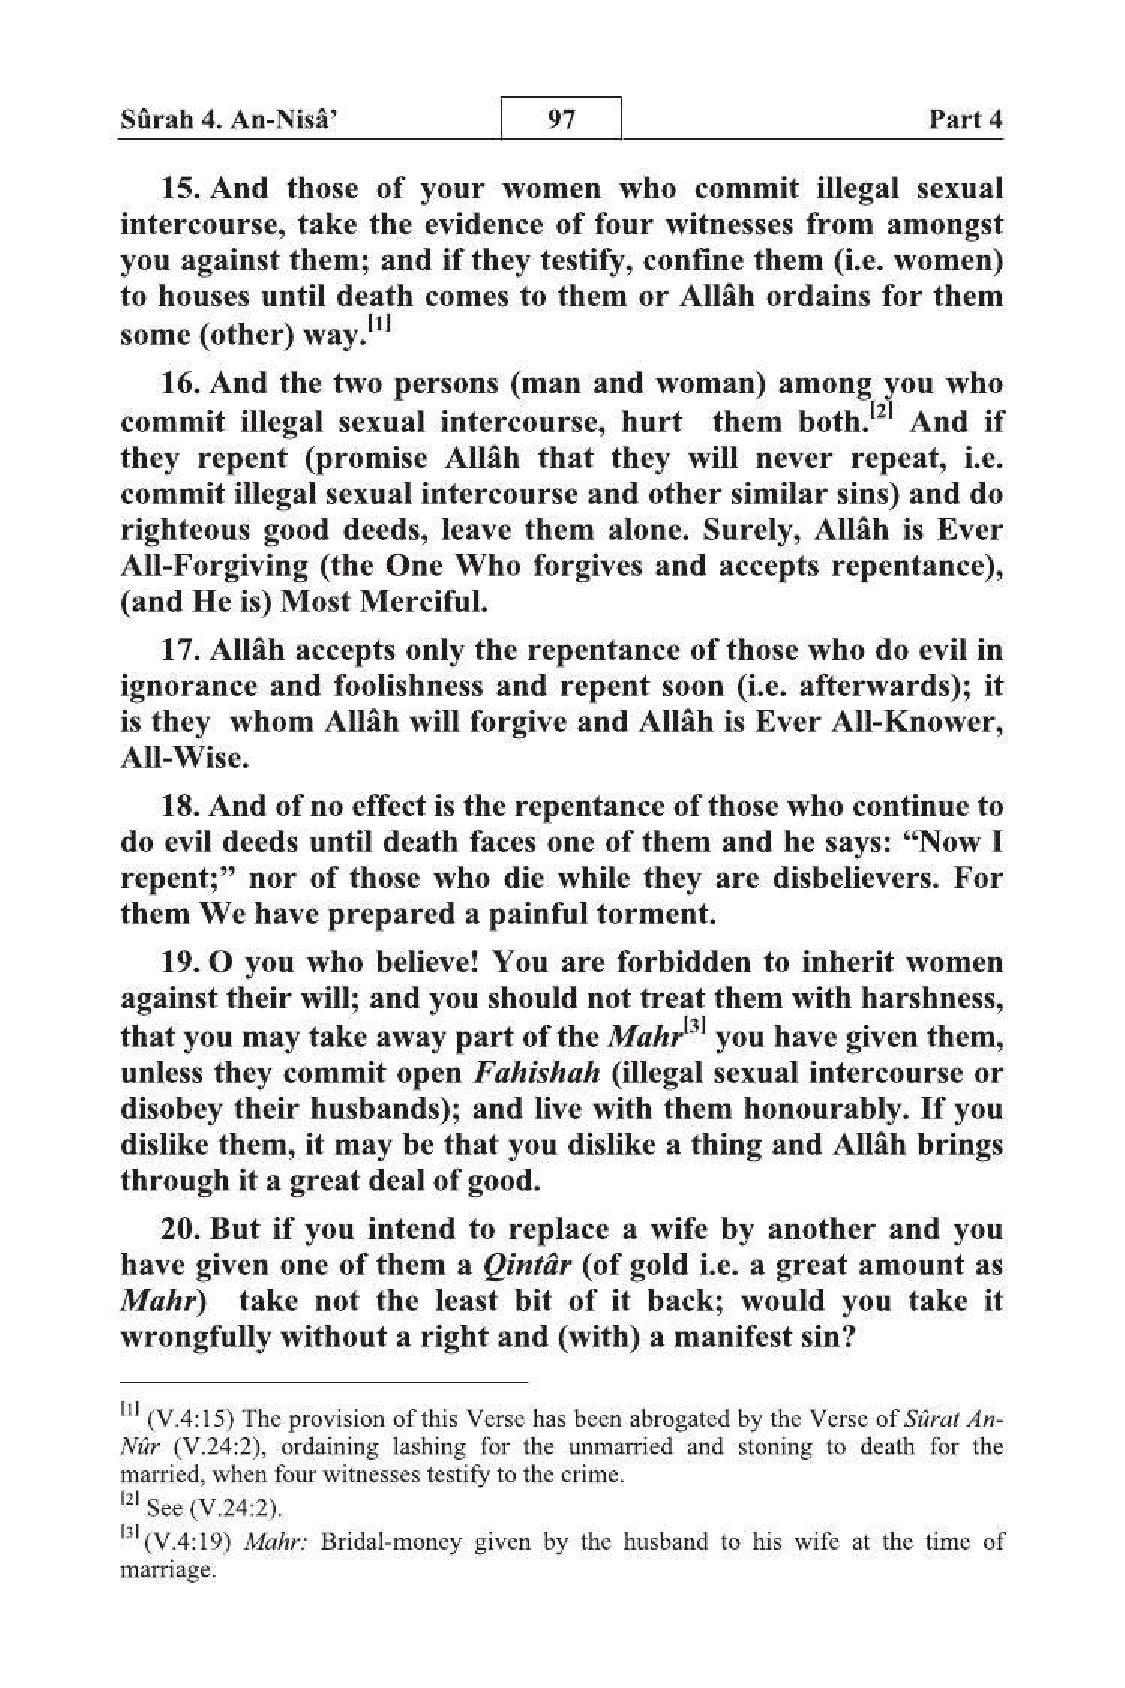 Sûrah 4. An-Nisâ’ 97 Part 4
15. And those of your women who commit illegal sexual
intercourse, take the evidence of four witnesses from amongst
you against them; and if they testify, confine them (i.e. women)
to houses until death comes to them or Allâh ordains for them
some (other) way.[1]
16. And the two persons (man and woman) among you who
commit illegal sexual intercourse, hurt them both.[2] And if
they repent (promise Allâh that they will never repeat, i.e.
commit illegal sexual intercourse and other similar sins) and do
righteous good deeds, leave them alone. Surely, Allâh is Ever
All-Forgiving (the One Who forgives and accepts repentance),
(and He is) Most Merciful.
17. Allâh accepts only the repentance of those who do evil in
ignorance and foolishness and repent soon (i.e. afterwards); it
is they whom Allâh will forgive and Allâh is Ever All-Knower,
All-Wise.
18. And of no effect is the repentance of those who continue to
do evil deeds until death faces one of them and he says: “Now I
repent;” nor of those who die while they are disbelievers. For
them We have prepared a painful torment.
19. O you who believe! You are forbidden to inherit women
against their will; and you should not treat them with harshness,
that you may take away part of the Mahr[3] you have given them,
unless they commit open Fahishah (illegal sexual intercourse or
disobey their husbands); and live with them honourably. If you
dislike them, it may be that you dislike a thing and Allâh brings
through it a great deal of good.
20. But if you intend to replace a wife by another and you
have given one of them a Qintâr (of gold i.e. a great amount as
Mahr) take not the least bit of it back; would you take it
wrongfully without a right and (with) a manifest sin?
[1] (V.4:15) The provision of this Verse has been abrogated by the Verse of Sûrat An-
Nûr (V.24:2), ordaining lashing for the unmarried and stoning to death for the
married, when four witnesses testify to the crime.
[2] See (V.24:2).
[3] (V.4:19) Mahr: Bridal-money given by the husband to his wife at the time of
marriage.